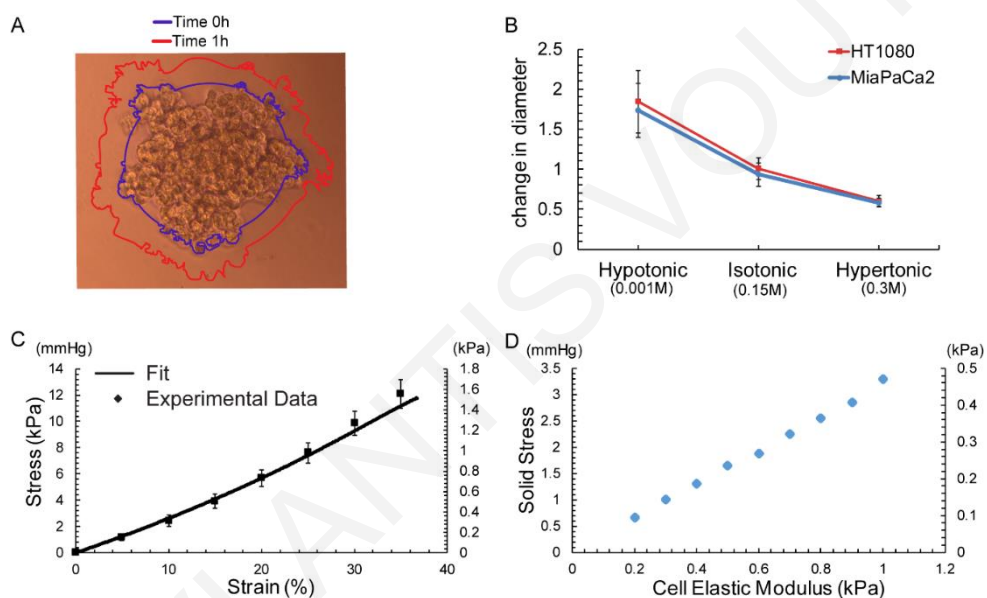 A
Time 0h
Time 1h
B
2.5
2
1.5
1
0.5
0
change in diameter
HT1080
MiaPaCa2
Hypotonic Isotonic Hypertonic
(0.001M) (0.15M) (0.3M)
C
(mmHg)
(kPa)
14
12
10
8
6
4
2
0
Stress (kPa)
Fit
Experimental Data
1.8
1.6
1.4
1.2
1
0.8
0.6
0.4
0.2
0
0 10 20 30 40
Strain (%)
D
(mmHg)
(kPa)
3.5
3
2.5
2
1.5
1
0.5
0
Solid Stress
0.5
0.4
0.3
0.2
0.1
0
0 0.2 0.4 0.6 0.8 1 1.2
Cell Elastic Modulus (kPa)
LANTIS VOU